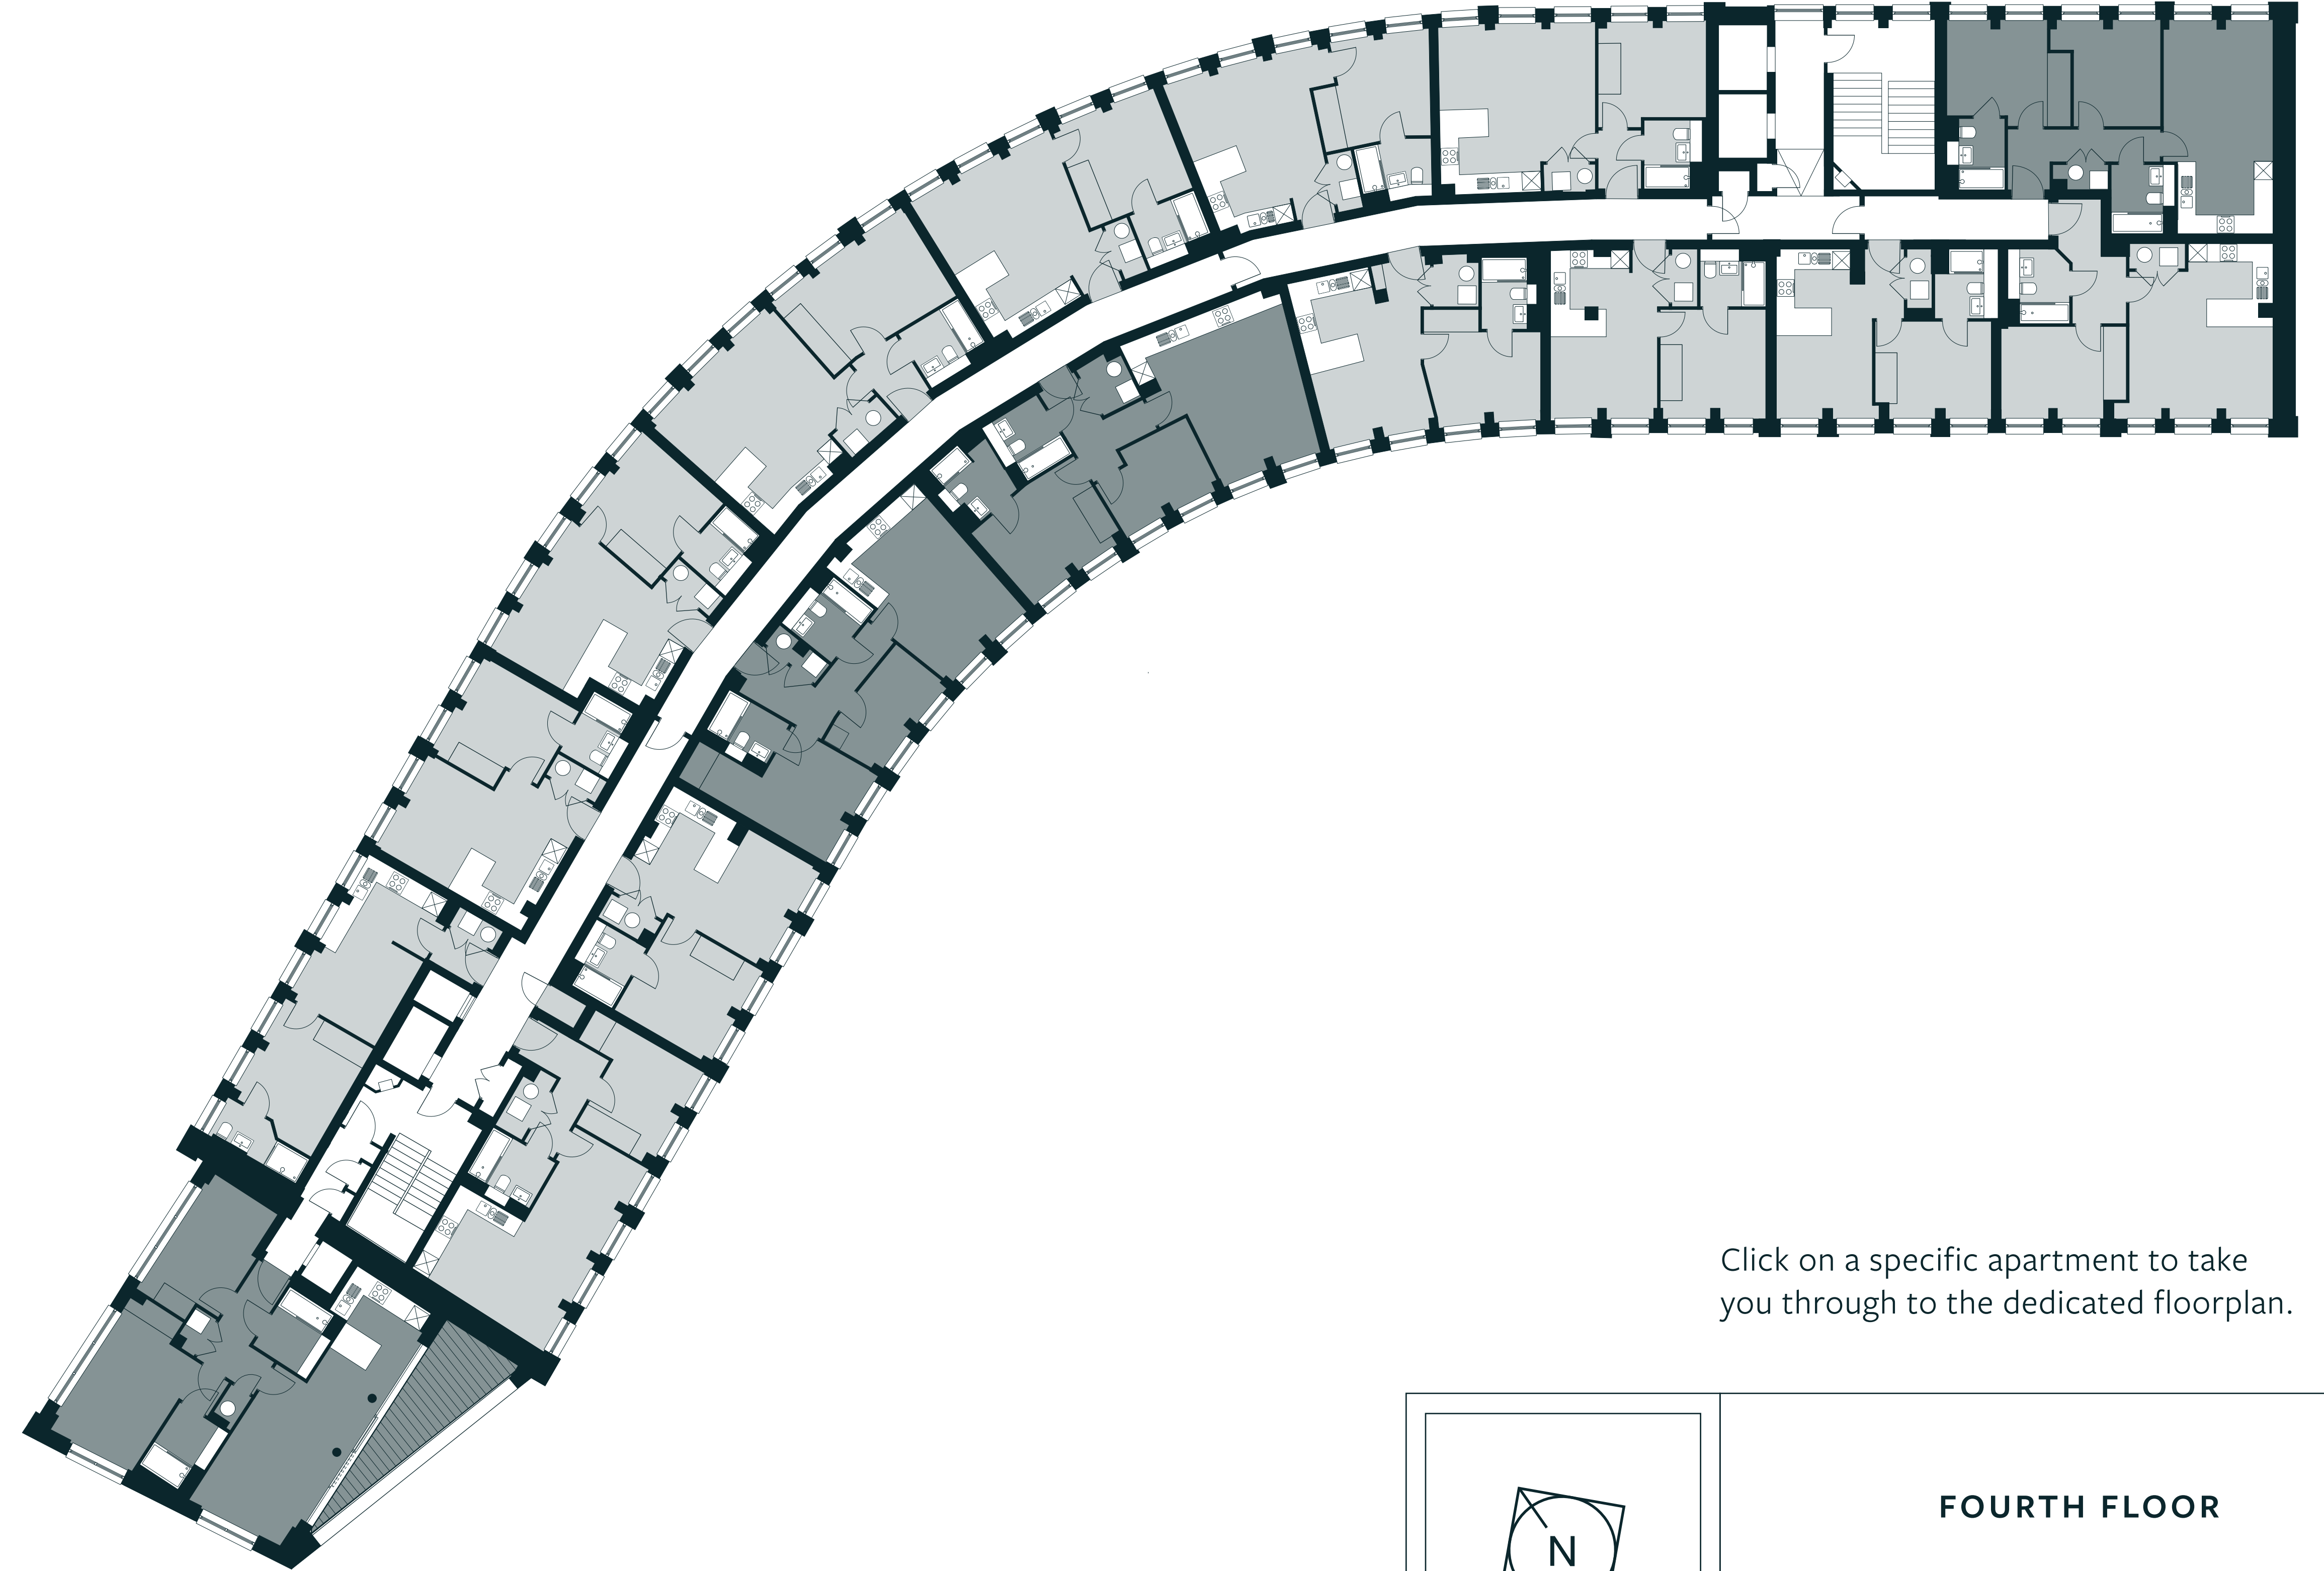 Click on a specific apartment to take
you through to the dedicated floorplan.
FOURTH FLOOR
N